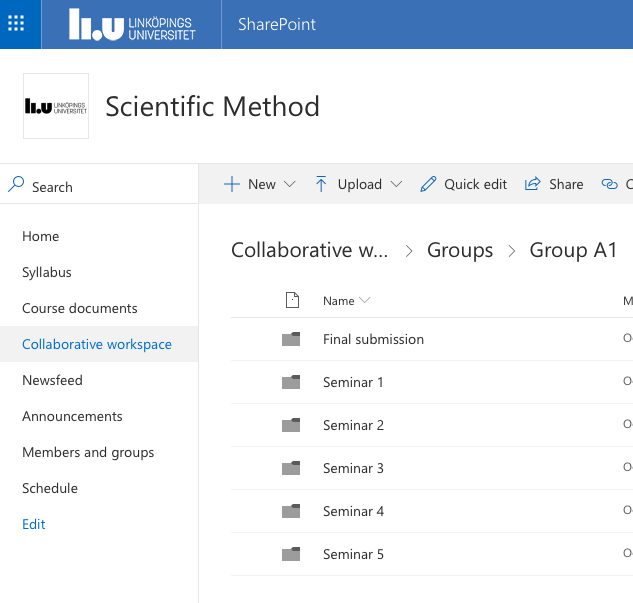 li.u LINKÖPINGS
UNIVERSITET
SharePoint
li.u LINKÖPINGS
UNIVERSITET
Scientific Method
Search
New
Upload
Quick edit
Share
C
Home
Syllabus
Course documents
Collaborative workspace
Newsfeed
Announcements
Members and groups
Schedule
Edit
Collaborative w... > Groups > Group A1
Name
M
Final submission
Seminar 1
Seminar 2
Seminar 3
Seminar 4
Seminar 5